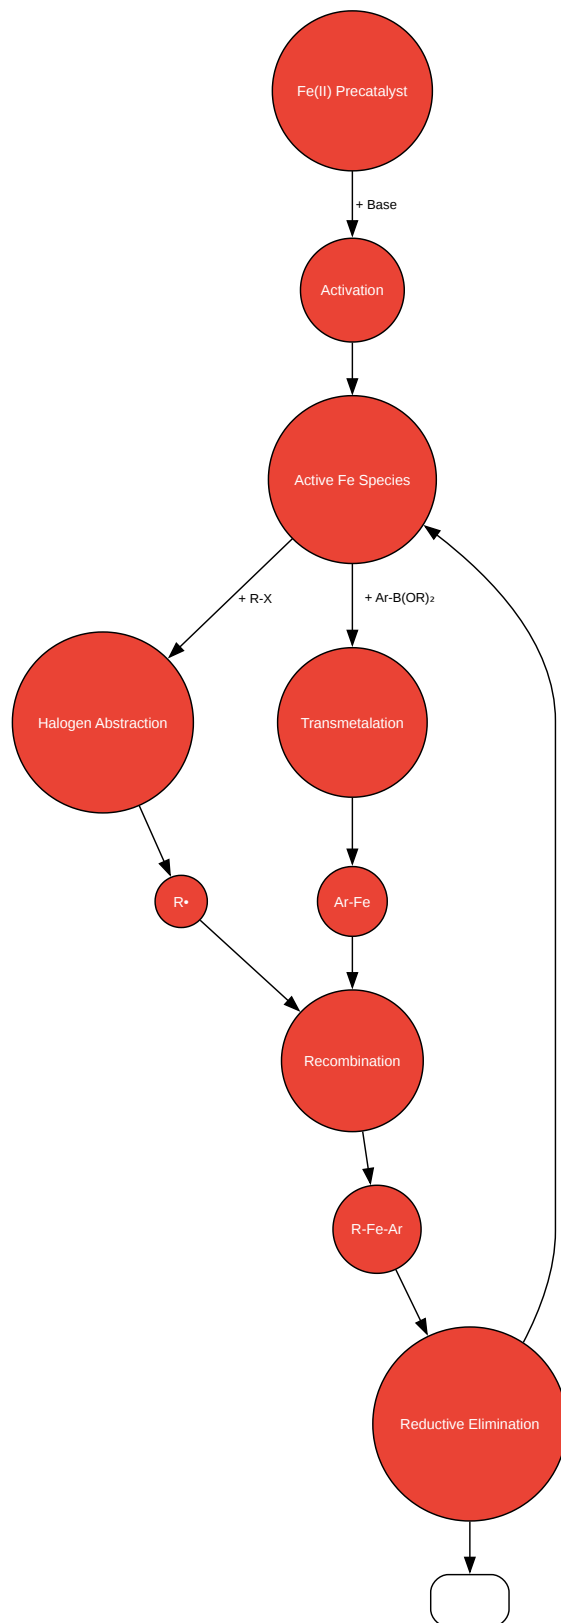 Fe(II) Precatalyst
+ Base
Activation
Active Fe Species
+ R-X
+ Ar-B(OR)₂
Halogen Abstraction
Transmetalation
R•
Ar-Fe
Recombination
R-Fe-Ar
Reductive Elimination